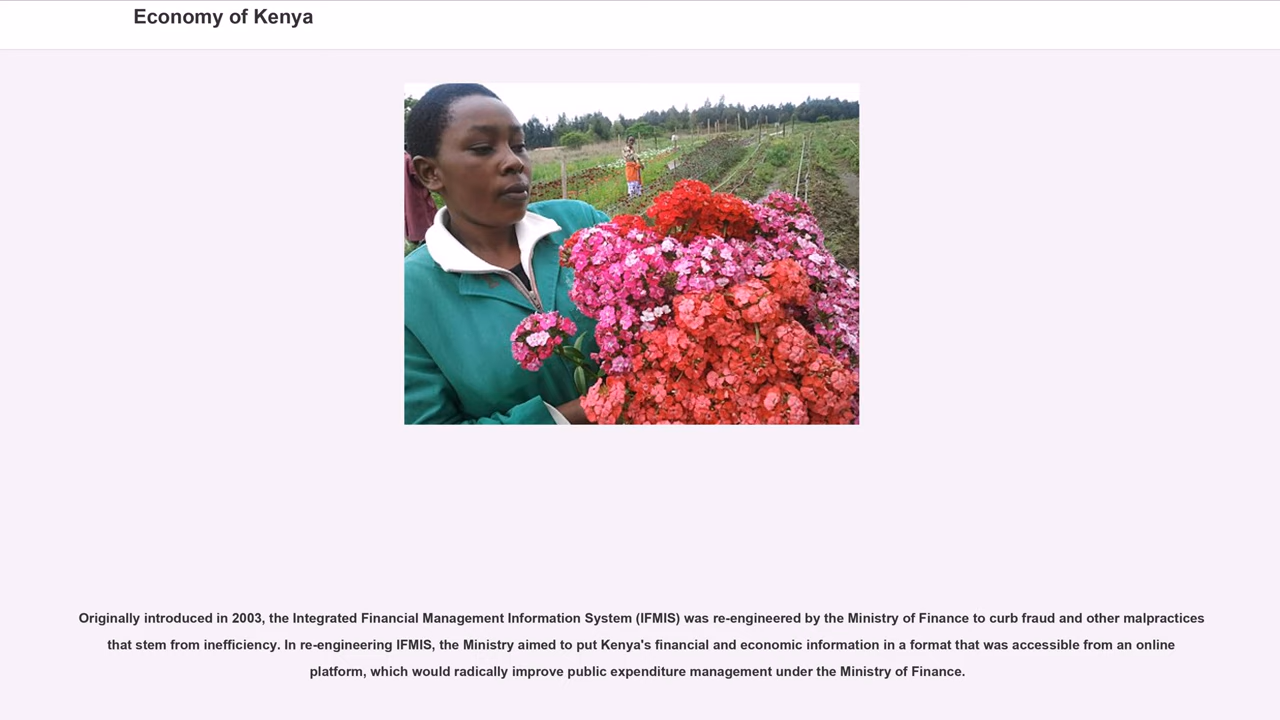 Economy of Kenya
Originally introduced in 2003, the Integrated Financial Management Information System (IFMIS) was re-engineered by the Ministry of Finance to curb fraud and other malpractices
that stem from inefficiency. In re-engineering IFMIS, the Ministry aimed to put Kenya's financial and economic information in a format that was accessible from an online
platform, which would radically improve public expenditure management under the Ministry of Finance.